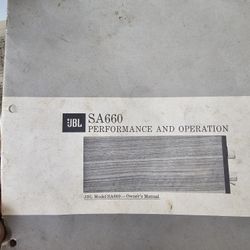 JBL
SA660
PERFORMANCE AND OPERATION
JBL Model SA660—Owner's Manual